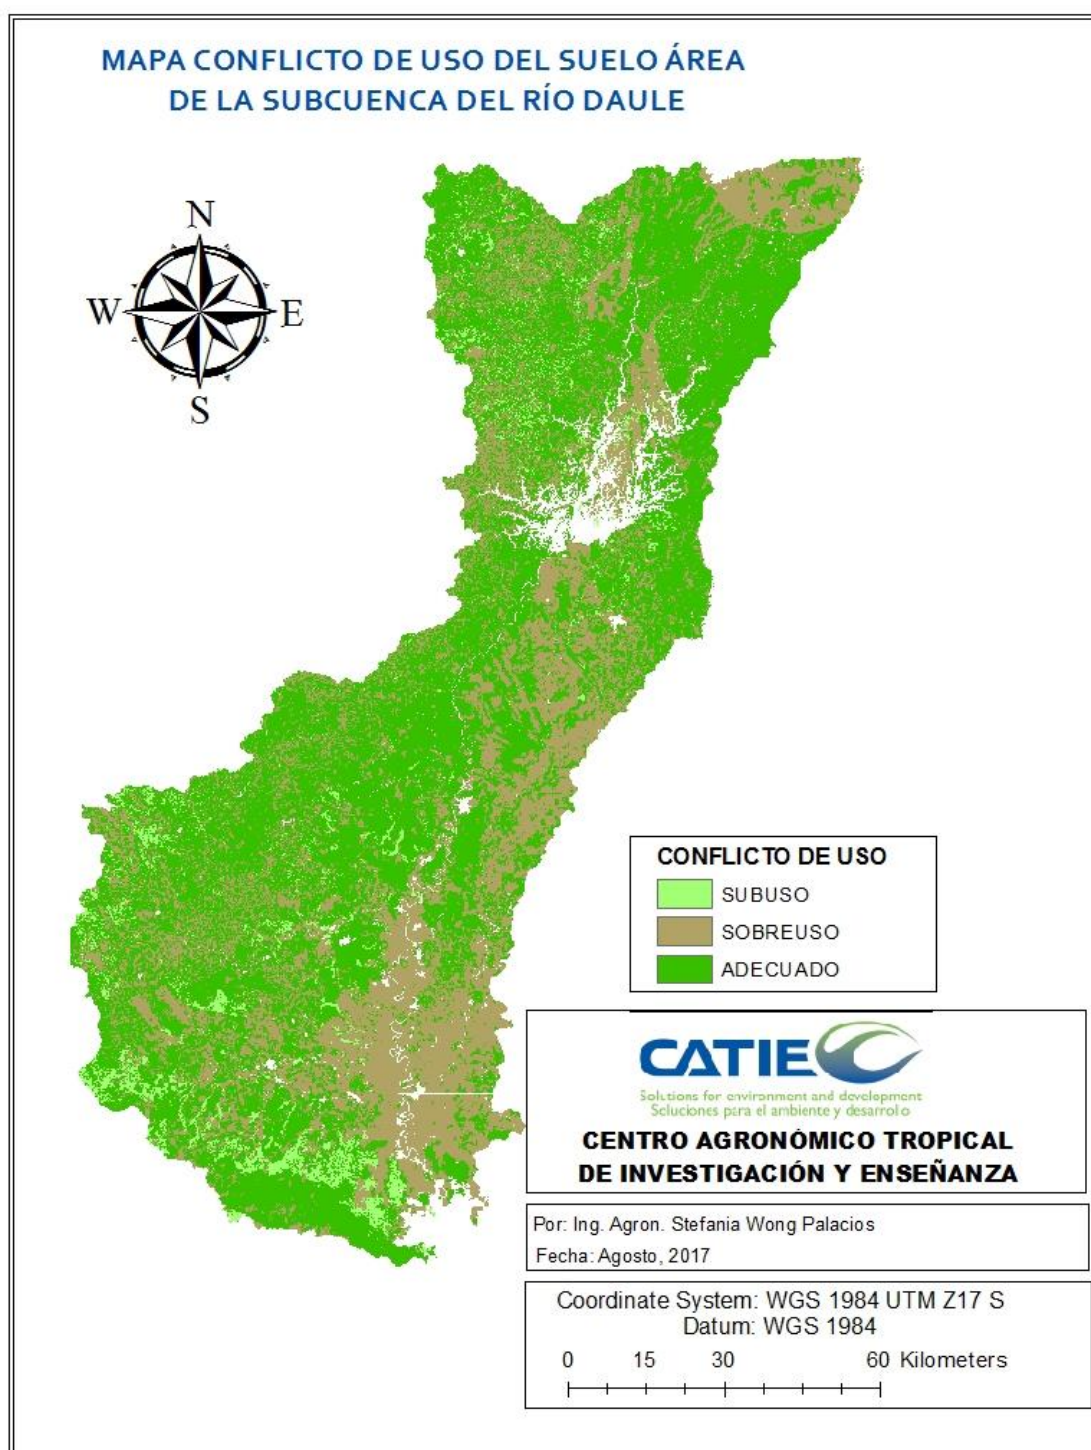 MAPA CONFLICTO DE USO DEL SUELO ÁREA
DE LA SUBCUENCA DEL RÍO DAULE
N
W E
S
CONFLICTO DE USO
SUBUSO
SOBREUSO
ADECUADO
CATIE
Solutions for environment and development
Soluciones para el ambiente y desarrollo
CENTRO AGRONÓMICO TROPICAL
DE INVESTIGACIÓN Y ENSEÑANZA
Por: Ing. Agron. Stefania Wong Palacios
Fecha: Agosto, 2017
Coordinate System: WGS 1984 UTM Z17 S
Datum: WGS 1984
0 15 30 60 Kilometers